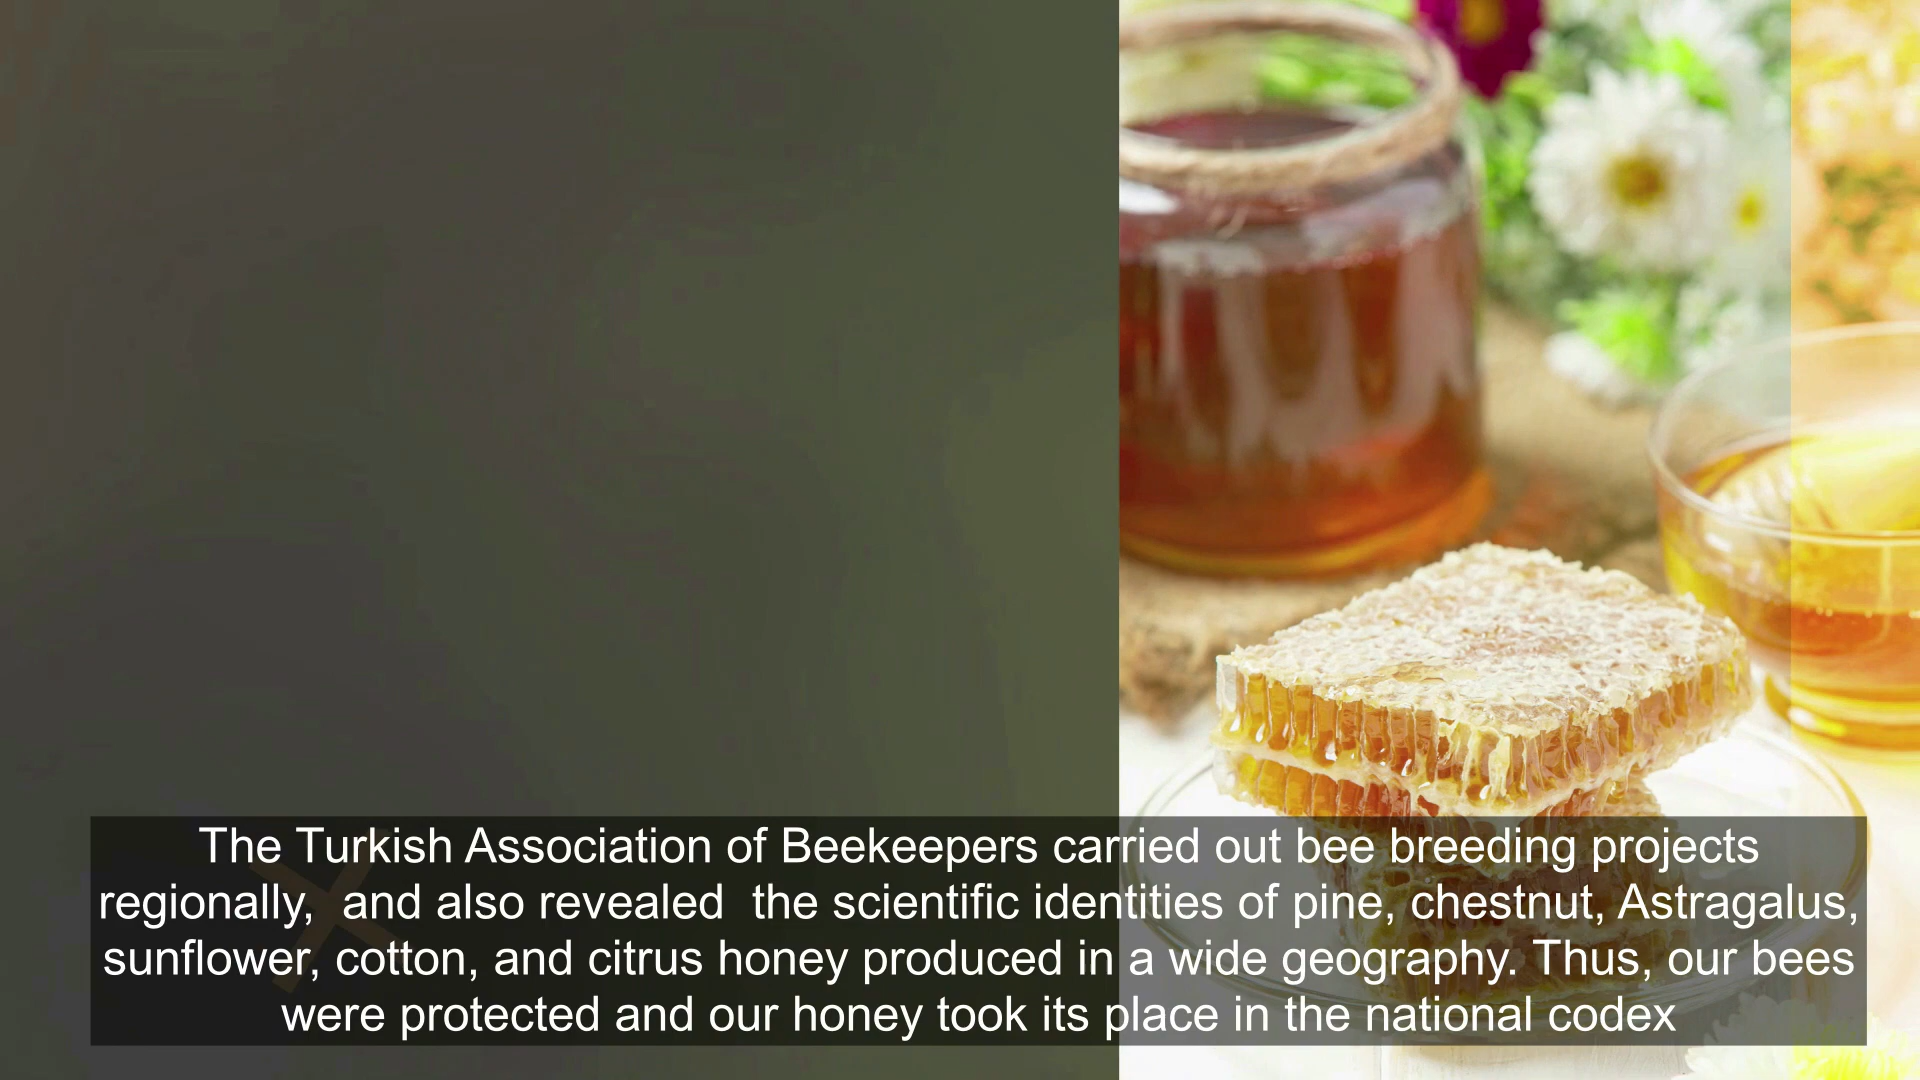 The Turkish Association of Beekeepers carried out bee breeding projects
regionally,  and also revealed  the scientific identities of pine, chestnut, Astragalus,
sunflower, cotton, and citrus honey produced in a wide geography. Thus, our bees
were protected and our honey took its place in the national codex